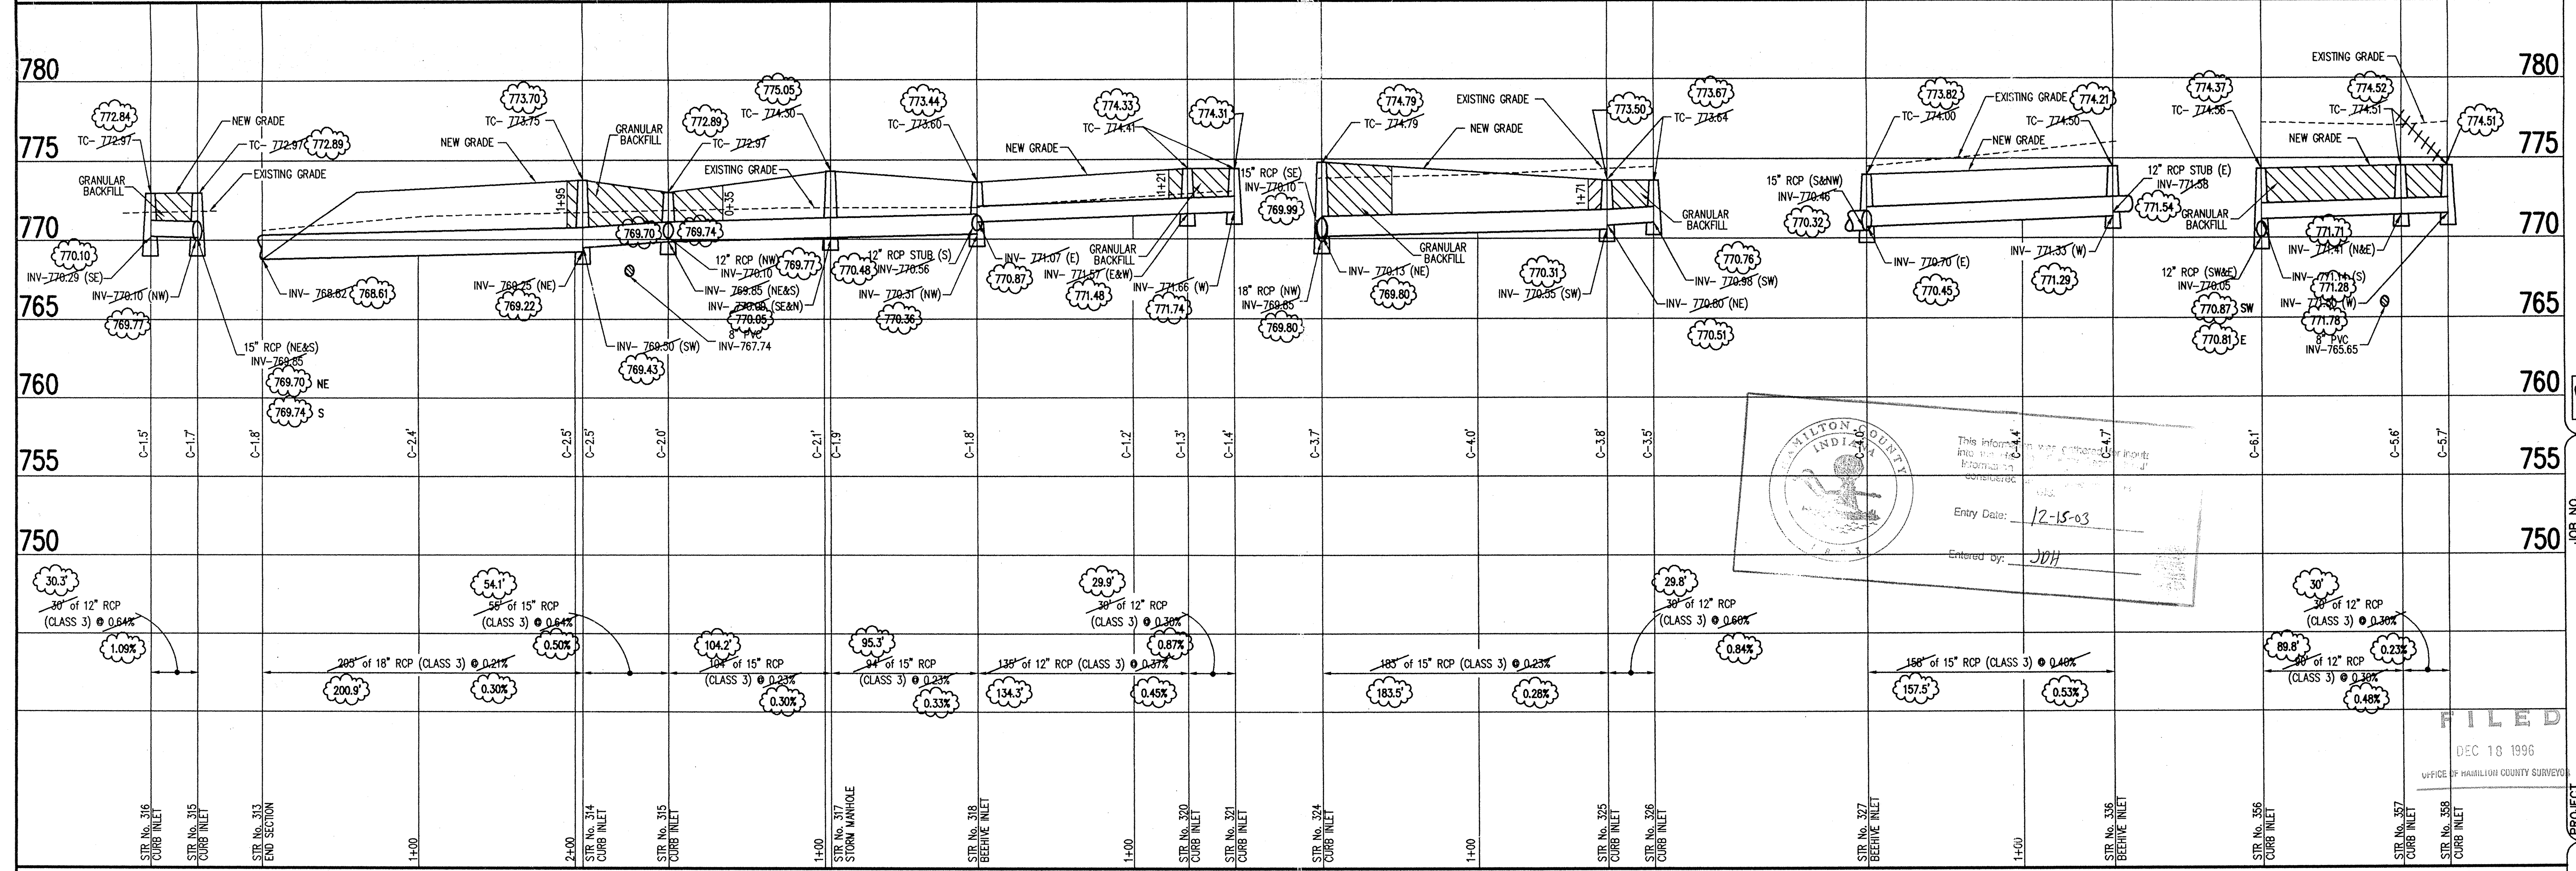 780
775
770
765
760
755
750
780
775
770
765
760
755
750
772.84
TC- 772.97
NEW GRADE
TC- 772.97
772.89
EXISTING GRADE
GRANULAR
BACKFILL
770.10
INV-770.29 (SE)
INV-770.10 (NW)
769.77
15" RCP (NE&S)
INV-769.85
769.70 NE
769.74 S
INV- 768.62
768.61
NEW GRADE
773.70
TC- 773.75
1+95
GRANULAR
BACKFILL
INV- 769.25 (NE)
769.22
INV- 769.50 (SW)
769.43
772.89
TC- 772.97
769.70
769.74
0+35
12" RCP (NW)
INV-770.10
INV- 769.85 (NE&S)
8" PVC
INV-767.74
775.05
TC- 774.30
EXISTING GRADE
769.77
(SE&N)
770.05
773.44
TC- 773.60
770.48
12" RCP STUB (S)
INV-770.56
INV- 770.31 (NW)
770.36
INV- 771.07 (E)
770.87
NEW GRADE
774.33
TC- 774.41
774.31
1+21
GRANULAR
BACKFILL
INV- 771.57 (E&W)
771.48
INV- 771.66 (W)
771.74
774.79
TC- 774.79
15" RCP (SE)
INV-770.10
769.99
18" RCP (NW)
INV-769.85
769.80
INV- 770.13 (NE)
769.80
GRANULAR
BACKFILL
EXISTING GRADE
NEW GRADE
773.50
773.67
TC- 773.64
1+71
GRANULAR
BACKFILL
770.31
INV- 770.55 (SW)
770.76
INV- 770.98 (SW)
INV- 770.80 (NE)
770.51
773.82
TC- 774.00
EXISTING GRADE
NEW GRADE
774.21
TC- 774.50
15" RCP (S&NW)
INV-770.46
770.32
INV- 770.70 (E)
770.45
INV- 771.33 (W)
771.29
12" RCP STUB (E)
INV-771.58
771.54
774.37
TC- 774.56
GRANULAR
BACKFILL
12" RCP (SW&E)
INV-770.05
770.87 SW
770.81 E
EXISTING GRADE
774.52
TC- 774.51
774.51
NEW GRADE
771.71
INV- 771.41 (N&E)
INV- 771.14 (S)
771.28
INV- (W)
771.78
8" PVC
INV-765.65
C-1.5'
C-1.7'
C-1.8'
C-2.4'
C-2.5'
C-2.5'
C-2.0'
C-2.1'
C-1.9'
C-1.8'
C-1.2'
C-1.3'
C-1.4'
C-3.7'
C-4.0'
C-3.8'
C-3.5'
C-4.0'
C-4.4'
C-4.7'
C-6.1'
C-5.6'
C-5.7'
HAMILTON COUNTY
INDIANA
1823
This information was gathered for input
into the
Information
considered
Entry Date: 12-15-03
Entered by: JDH
30.3'
30' of 12" RCP
(CLASS 3) @ 0.64%
1.09%
205' of 18" RCP (CLASS 3) @ 0.21%
200.9'
0.30%
54.1'
55' of 15" RCP
(CLASS 3) @ 0.64%
0.50%
104.2'
104' of 15" RCP
(CLASS 3) @ 0.23%
0.30%
95.3'
94' of 15" RCP
(CLASS 3) @ 0.23%
0.33%
135' of 12" RCP (CLASS 3) @ 0.37%
134.3'
0.45%
29.9'
30' of 12" RCP
(CLASS 3) @ 0.30%
0.87%
183' of 15" RCP (CLASS 3) @ 0.23%
183.5'
0.28%
29.8'
30' of 12" RCP
(CLASS 3) @ 0.60%
0.84%
158' of 15" RCP (CLASS 3) @ 0.40%
157.5'
0.53%
30'
30' of 12" RCP
(CLASS 3) @ 0.30%
0.23%
89.8'
of 12" RCP
(CLASS 3) @ 0.30%
0.48%
FILED
DEC 18 1996
OFFICE OF HAMILTON COUNTY SURVEYOR
STR No. 316
CURB INLET
STR No. 315
CURB INLET
STR No. 313
END SECTION
1+00
2+00
STR No. 314
CURB INLET
STR No. 315
CURB INLET
1+00
STR No. 317
STORM MANHOLE
STR No. 318
BEEHIVE INLET
1+00
STR No. 320
CURB INLET
STR No. 321
CURB INLET
STR No. 324
CURB INLET
1+00
STR No. 325
CURB INLET
STR No. 326
CURB INLET
STR No. 327
BEEHIVE INLET
1+00
STR No. 336
BEEHIVE INLET
STR No. 356
CURB INLET
STR No. 357
CURB INLET
STR No. 358
CURB INLET
JOB NO.
PROJECT